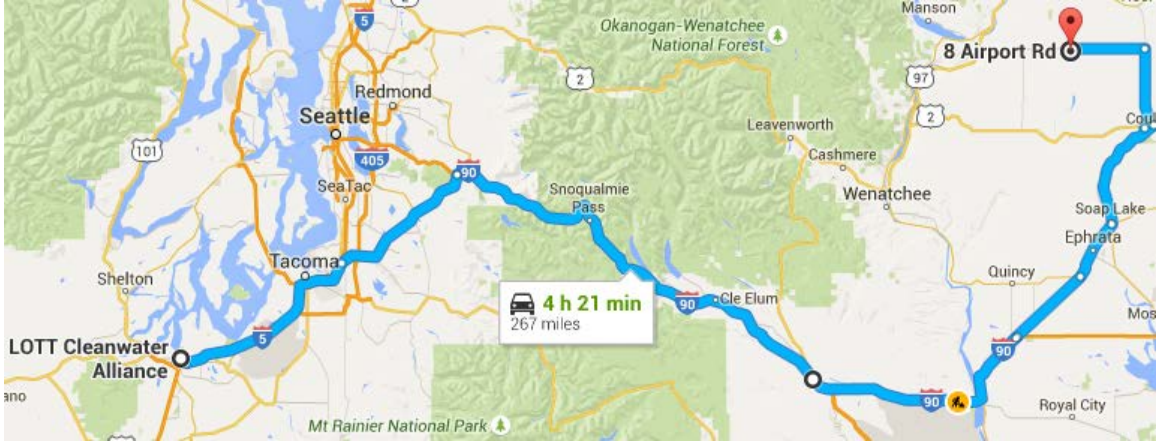 5
2
Okanogan-Wenatchee
National Forest
Manson
8 Airport Rd
97
2
Redmond
Seattle
101
405
90
SeaTac
Leavenworth
Cashmere
Snoqualmie
Pass
Wenatchee
Soap Lake
Ephrata
Tacoma
Shelton
Quincy
4 h 21 min
267 miles
90
Cle Elum
5
LOTT Cleanwater
Alliance
90
90
Royal City
Mt Rainier National Park